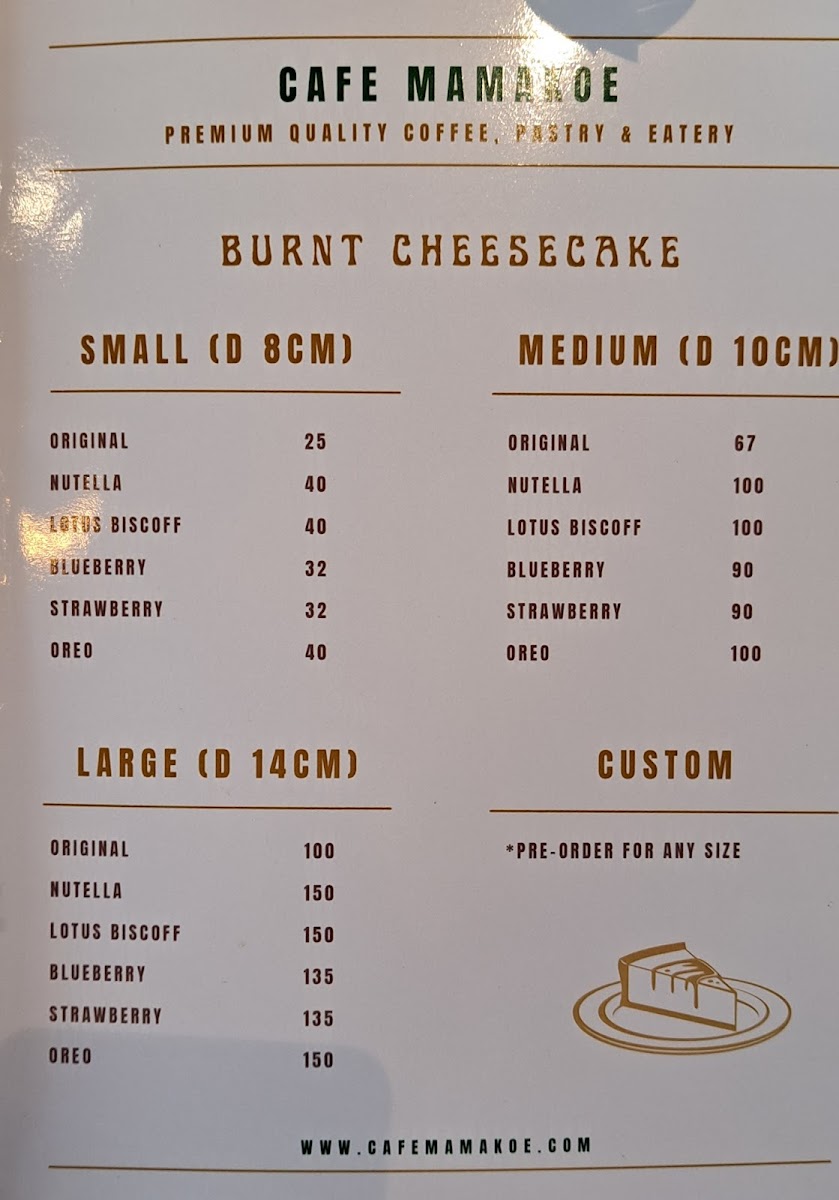 CAFE MAMAKOE
PREMIUM QUALITY COFFEE, PASTRY & EATERY
BURNT CHEESECAKE
SMALL (D 8CM)
ORIGINAL 25
NUTELLA 40
LOTUS BISCOFF 40
BLUEBERRY 32
STRAWBERRY 32
OREO 40
MEDIUM (D 10CM)
ORIGINAL 67
NUTELLA 100
LOTUS BISCOFF 100
BLUEBERRY 90
STRAWBERRY 90
OREO 100
LARGE (D 14CM)
ORIGINAL 100
NUTELLA 150
LOTUS BISCOFF 150
BLUEBERRY 135
STRAWBERRY 135
OREO 150
CUSTOM
*PRE-ORDER FOR ANY SIZE
WWW.CAFEMAMAKOE.COM